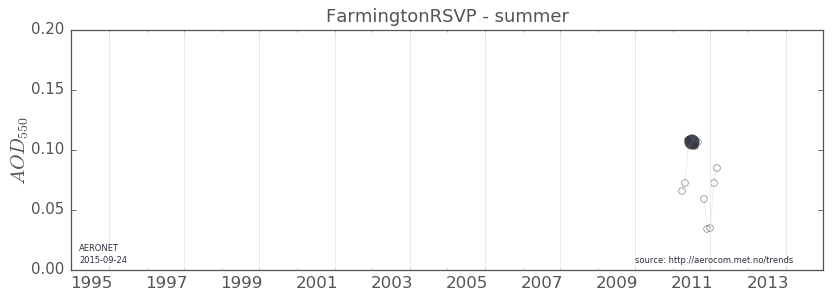 FarmingtonRSVP - summer
0.20
0.15
0.10
0.05
0.00
AOD550
AERONET
2015-09-24
source: http://aerocom.met.no/trends
1995 1997 1999 2001 2003 2005 2007 2009 2011 2013